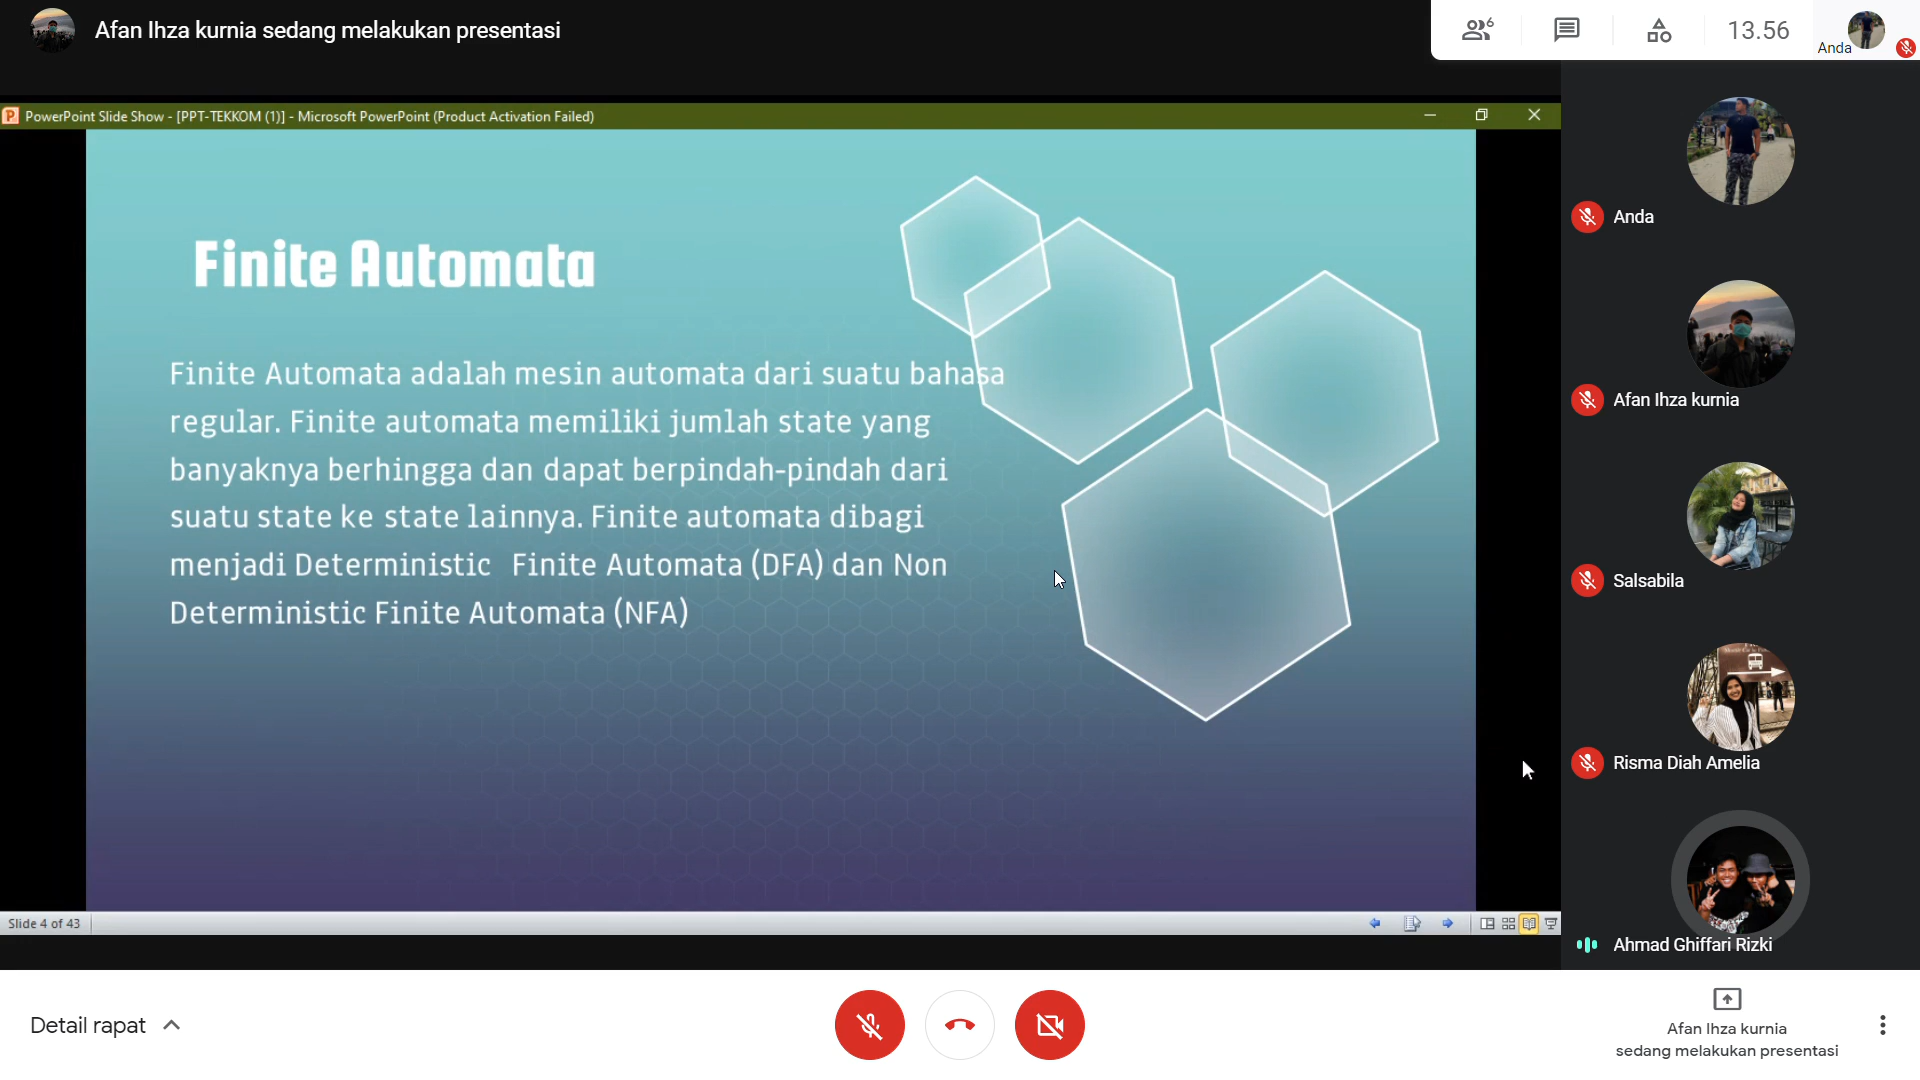 Afan Ihza kurnia sedang melakukan presentasi
6
13.56
Anda
PowerPoint Slide Show - [PPT-TEKKOM (1)] - Microsoft PowerPoint (Product Activation Failed)
Finite Automata
Finite Automata adalah mesin automata dari suatu bahasa
regular. Finite automata memiliki jumlah state yang
banyaknya berhingga dan dapat berpindah-pindah dari
suatu state ke state lainnya. Finite automata dibagi
menjadi Deterministic Finite Automata (DFA) dan Non
Deterministic Finite Automata (NFA)
Slide 4 of 43
Anda
Afan Ihza kurnia
Salsabila
Risma Diah Amelia
Ahmad Ghiffari Rizki
Detail rapat
Afan Ihza kurnia
sedang melakukan presentasi